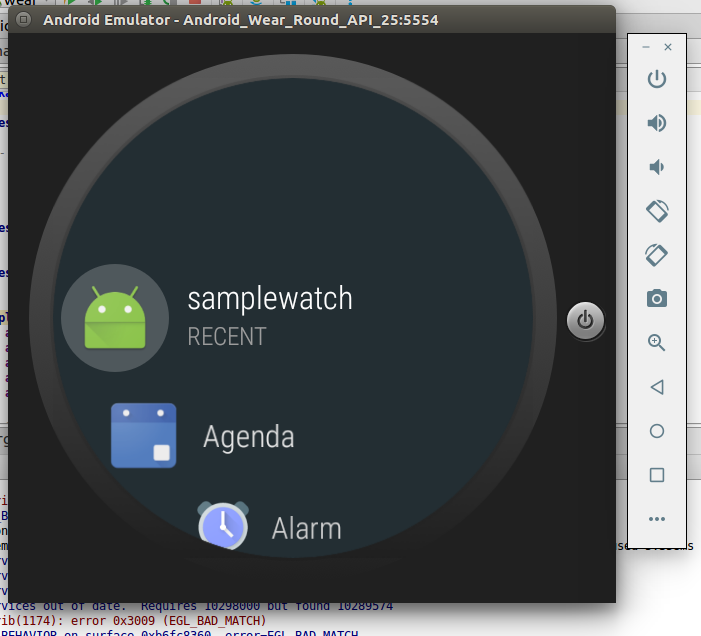 Android Emulator - Android_Wear_Round_API_25:5554
samplewatch
RECENT
Agenda
Alarm
vices out of date. Requires 10298000 but found 10289574
rib(1174): error 0x3009 (EGL_BAD_MATCH)
BEHAVIOR on surface 0xb6fc8360, error=EGL_BAD_MATCH